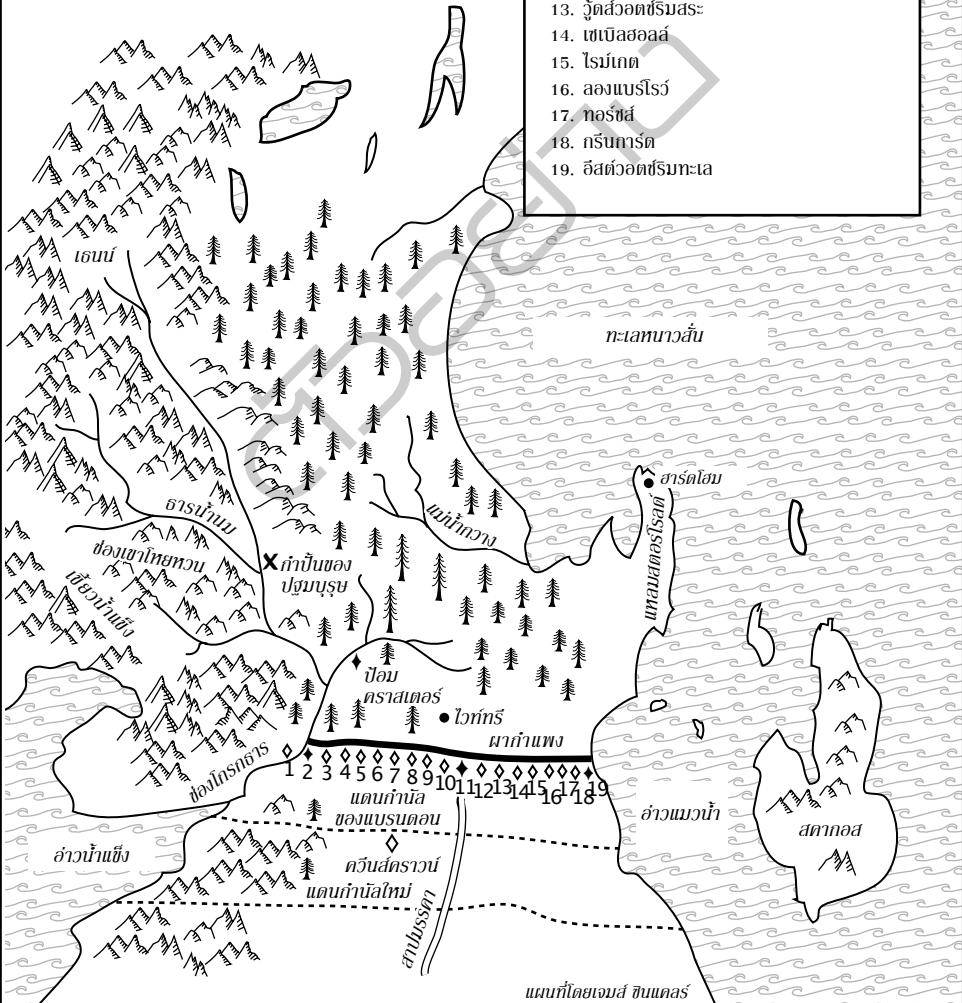 13. วู้ดส์วอตช์ริมสระ
14. เซเบิลฮอลล์
15. ไรม์เกต
16. ลองแบร์โรว์
17. ทอร์ชส์
18. กรีนการ์ด
19. อีสต์วอตช์ริมทะเล
ตัวอย่าง
เธนน์
ทะเลหนาวสั่น
ฮาร์ดโฮม
แหลมสตอร์โรลด์
ธารน้ำนม
แม่น้ำกวาง
ช่องเขาโหยหวน
กำปั้นของ
ปฐมบุรุษ
เขี้ยวน้ำแข็ง
ป้อม
คราสเตอร์
ไวท์ทรี
ผากำแพง
ช่องโกรกธาร
1 2 3 4 5 6 7 8 9 10 11 12 13 14 15 16 17 18 19
แดนกำนัล
ของแบรนดอน
อ่าวแมวน้ำ
สคากอส
อ่าวน้ำแข็ง
ควีนส์คราวน์
แดนกำนัลใหม่
สาปมรรคา
แผนที่โดยเจมส์ ซินแคลร์